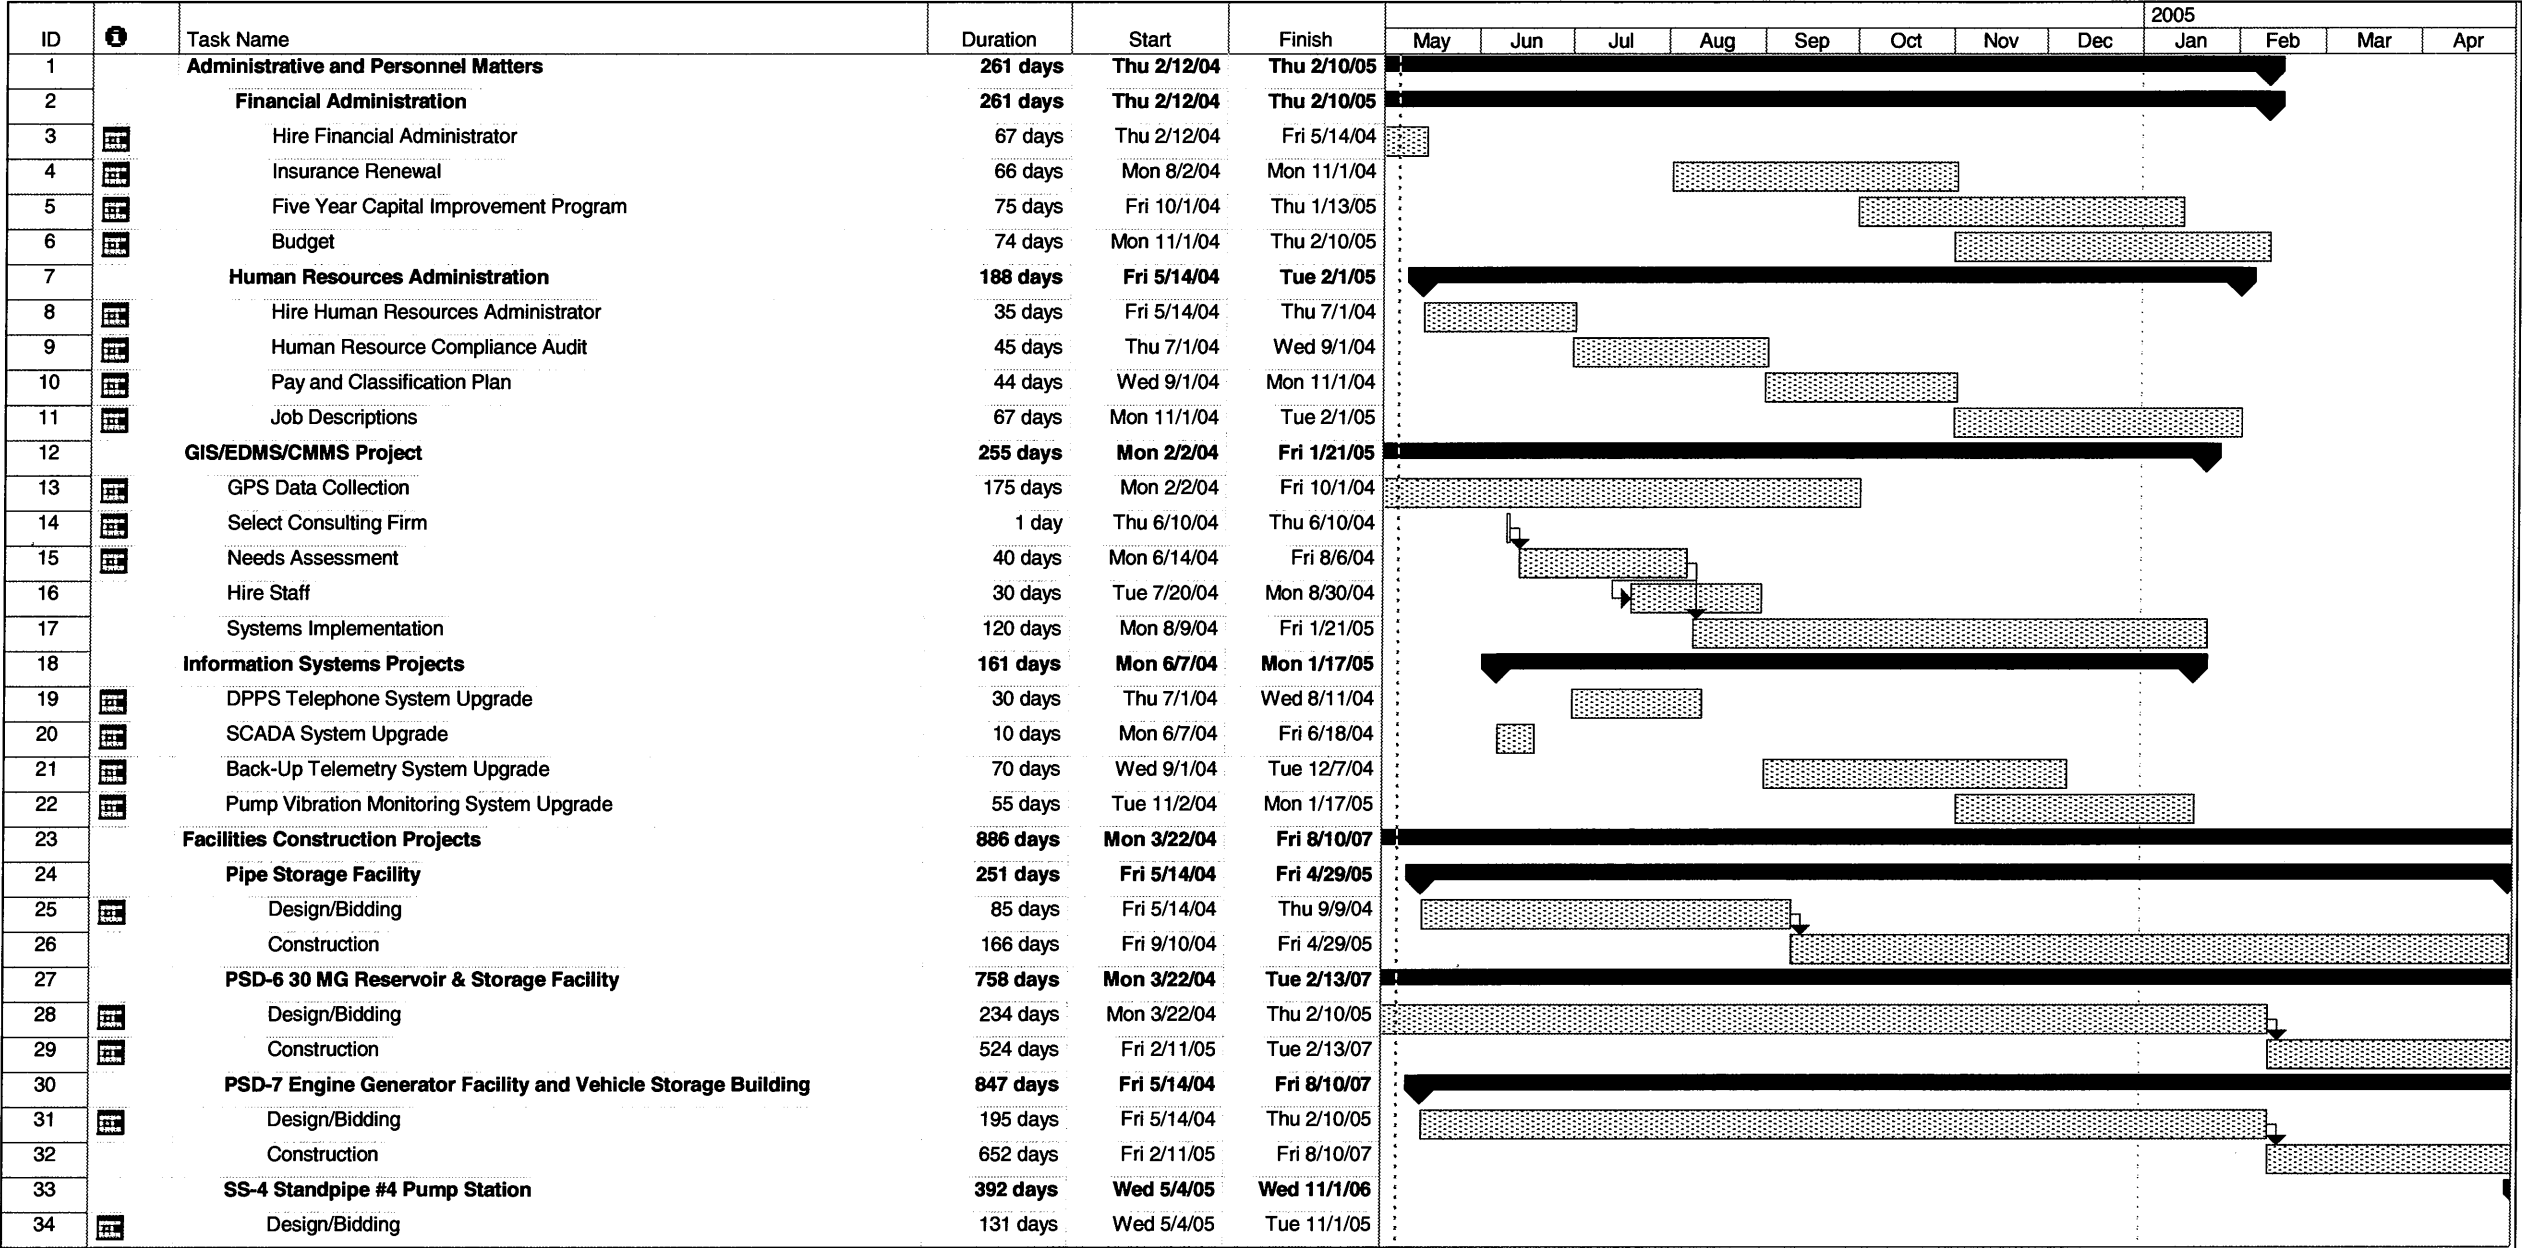 2005
ID Task Name Duration Start Finish May Jun Jul Aug Sep Oct Nov Dec Jan Feb Mar Apr
1 Administrative and Personnel Matters 261 days Thu 2/12/04 Thu 2/10/05
2 Financial Administration 261 days Thu 2/12/04 Thu 2/10/05
3 Hire Financial Administrator 67 days Thu 2/12/04 Fri 5/14/04
4 Insurance Renewal 66 days Mon 8/2/04 Mon 11/1/04
5 Five Year Capital Improvement Program 75 days Fri 10/1/04 Thu 1/13/05
6 Budget 74 days Mon 11/1/04 Thu 2/10/05
7 Human Resources Administration 188 days Fri 5/14/04 Tue 2/1/05
8 Hire Human Resources Administrator 35 days Fri 5/14/04 Thu 7/1/04
9 Human Resource Compliance Audit 45 days Thu 7/1/04 Wed 9/1/04
10 Pay and Classification Plan 44 days Wed 9/1/04 Mon 11/1/04
11 Job Descriptions 67 days Mon 11/1/04 Tue 2/1/05
12 GIS/EDMS/CMMS Project 255 days Mon 2/2/04 Fri 1/21/05
13 GPS Data Collection 175 days Mon 2/2/04 Fri 10/1/04
14 Select Consulting Firm 1 day Thu 6/10/04 Thu 6/10/04
15 Needs Assessment 40 days Mon 6/14/04 Fri 8/6/04
16 Hire Staff 30 days Tue 7/20/04 Mon 8/30/04
17 Systems Implementation 120 days Mon 8/9/04 Fri 1/21/05
18 Information Systems Projects 161 days Mon 6/7/04 Mon 1/17/05
19 DPPS Telephone System Upgrade 30 days Thu 7/1/04 Wed 8/11/04
20 SCADA System Upgrade 10 days Mon 6/7/04 Fri 6/18/04
21 Back-Up Telemetry System Upgrade 70 days Wed 9/1/04 Tue 12/7/04
22 Pump Vibration Monitoring System Upgrade 55 days Tue 11/2/04 Mon 1/17/05
23 Facilities Construction Projects 886 days Mon 3/22/04 Fri 8/10/07
24 Pipe Storage Facility 251 days Fri 5/14/04 Fri 4/29/05
25 Design/Bidding 85 days Fri 5/14/04 Thu 9/9/04
26 Construction 166 days Fri 9/10/04 Fri 4/29/05
27 PSD-6 30 MG Reservoir & Storage Facility 758 days Mon 3/22/04 Tue 2/13/07
28 Design/Bidding 234 days Mon 3/22/04 Thu 2/10/05
29 Construction 524 days Fri 2/11/05 Tue 2/13/07
30 PSD-7 Engine Generator Facility and Vehicle Storage Building 847 days Fri 5/14/04 Fri 8/10/07
31 Design/Bidding 195 days Fri 5/14/04 Thu 2/10/05
32 Construction 652 days Fri 2/11/05 Fri 8/10/07
33 SS-4 Standpipe #4 Pump Station 392 days Wed 5/4/05 Wed 11/1/06
34 Design/Bidding 131 days Wed 5/4/05 Tue 11/1/05